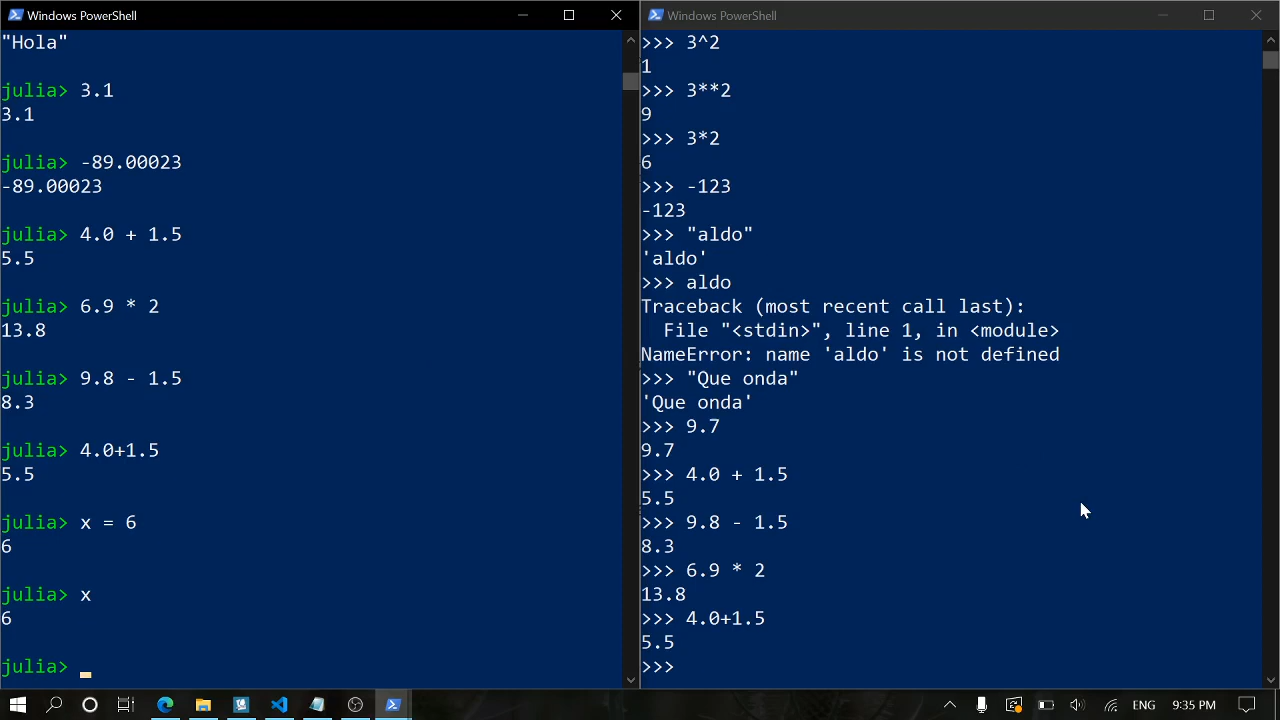 Windows PowerShell
"Hola"
julia> 3.1
3.1
julia> -89.00023
-89.00023
julia> 4.0 + 1.5
5.5
julia> 6.9 * 2
13.8
julia> 9.8 - 1.5
8.3
julia> 4.0+1.5
5.5
julia> x = 6
6
julia> x
6
julia>
Windows PowerShell
>>> 3^2
1
>>> 3**2
9
>>> 3*2
6
>>> -123
-123
>>> "aldo"
'aldo'
>>> aldo
Traceback (most recent call last):
  File "<stdin>", line 1, in <module>
NameError: name 'aldo' is not defined
>>> "Que onda"
'Que onda'
>>> 9.7
9.7
>>> 4.0 + 1.5
5.5
>>> 9.8 - 1.5
8.3
>>> 6.9 * 2
13.8
>>> 4.0+1.5
5.5
>>>
ENG 9:35 PM